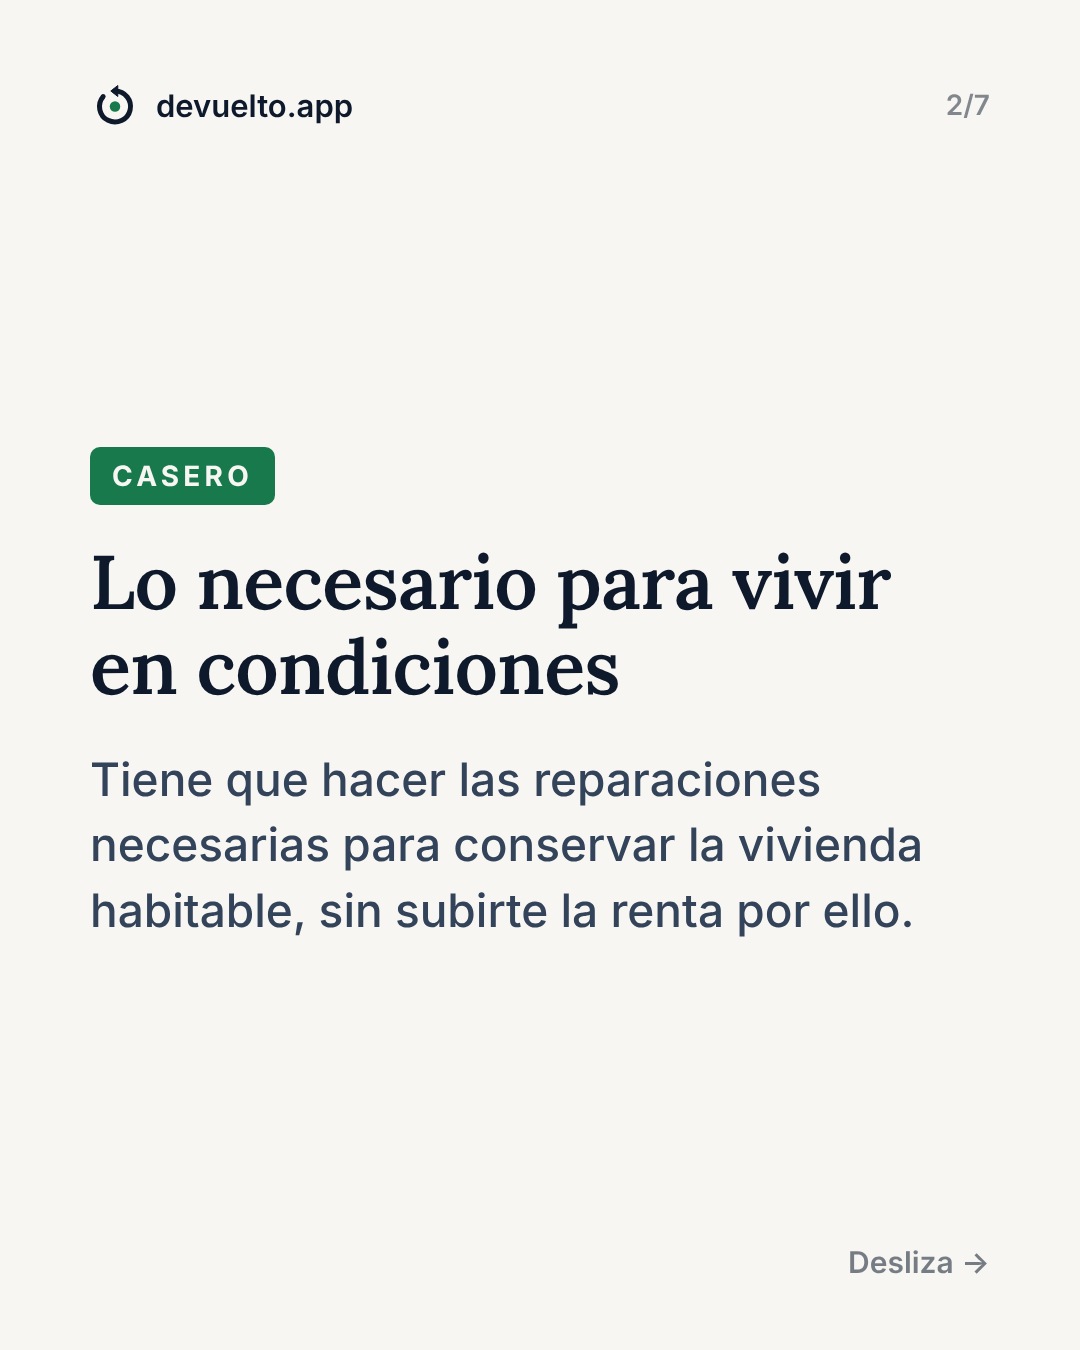 devuelto.app
2/7
CASERO
Lo necesario para vivir
en condiciones
Tiene que hacer las reparaciones
necesarias para conservar la vivienda
habitable, sin subirte la renta por ello.
Desliza →